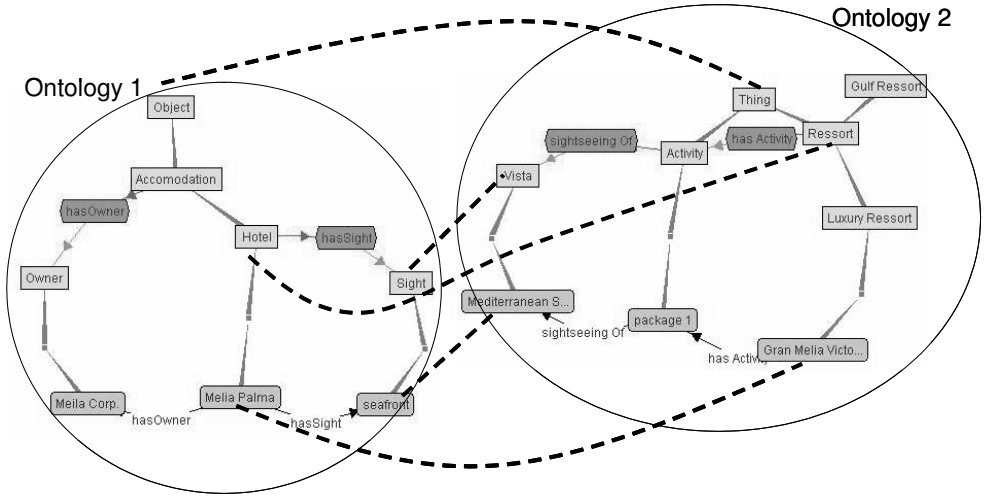 Ontology 2
Ontology 1
Object
Accomodation
hasOwner
Hotel
hasSight
Owner
Sight
Meila Corp.
hasOwner
Melia Palma
hasSight
seafront
Thing
Gulf Ressort
sightseeing Of
has Activity
Ressort
Activity
Vista
Luxury Ressort
Mediterranean S...
sightseeing Of
package 1
has Activity
Gran Melia Victo...